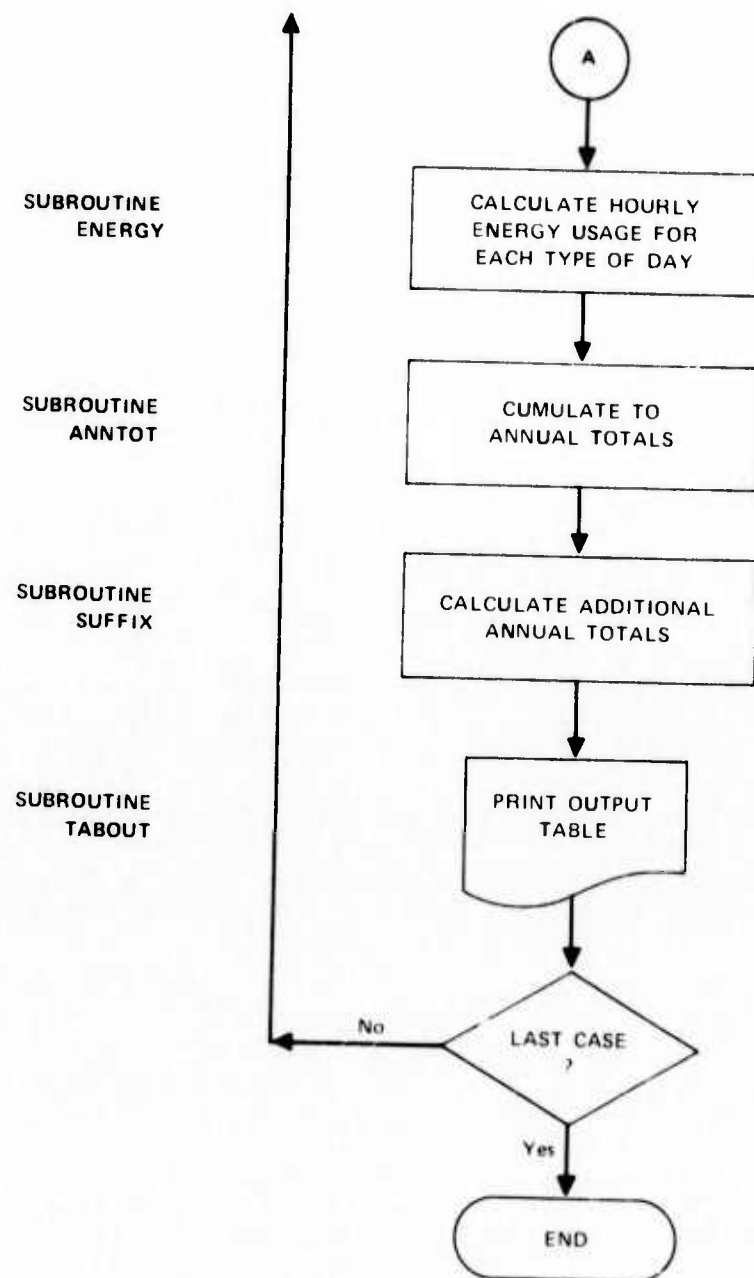 A
SUBROUTINE
ENERGY
CALCULATE HOURLY
ENERGY USAGE FOR
EACH TYPE OF DAY
SUBROUTINE
ANNTOT
CUMULATE TO
ANNUAL TOTALS
SUBROUTINE
SUFFIX
CALCULATE ADDITIONAL
ANNUAL TOTALS
SUBROUTINE
TABOUT
PRINT OUTPUT
TABLE
No
LAST CASE
?
Yes
END